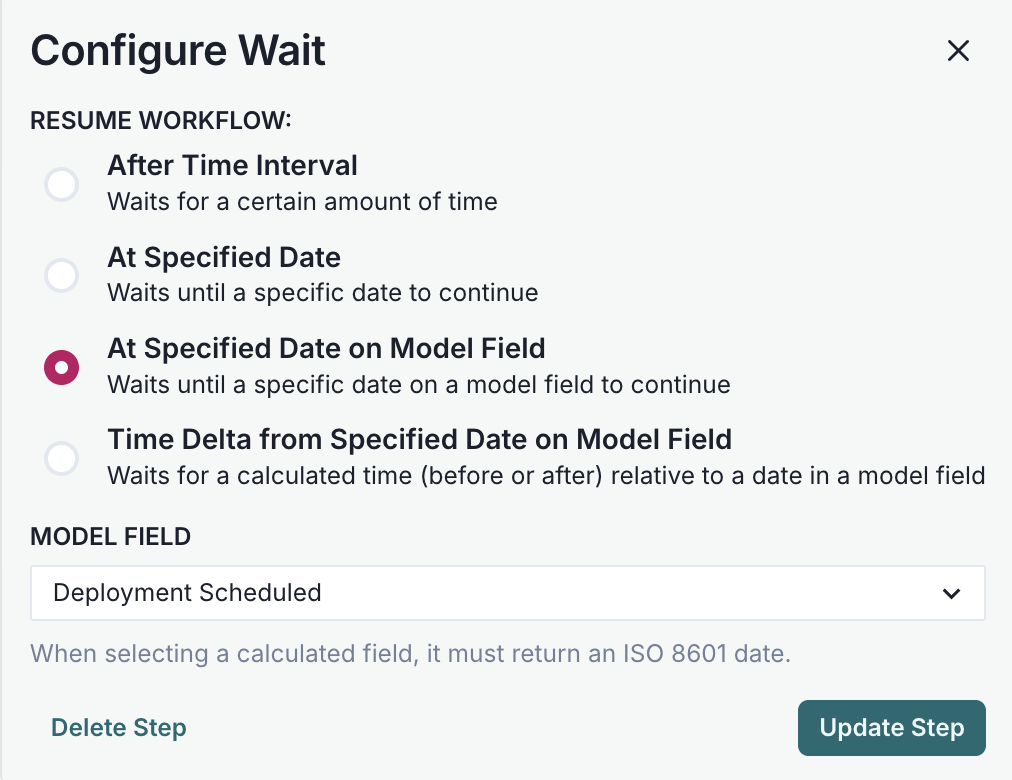 Configure Wait
RESUME WORKFLOW:
After Time Interval
Waits for a certain amount of time
At Specified Date
Waits until a specific date to continue
At Specified Date on Model Field
Waits until a specific date on a model field to continue
Time Delta from Specified Date on Model Field
Waits for a calculated time (before or after) relative to a date in a model field
MODEL FIELD
Deployment Scheduled
When selecting a calculated field, it must return an ISO 8601 date.
Delete Step
Update Step